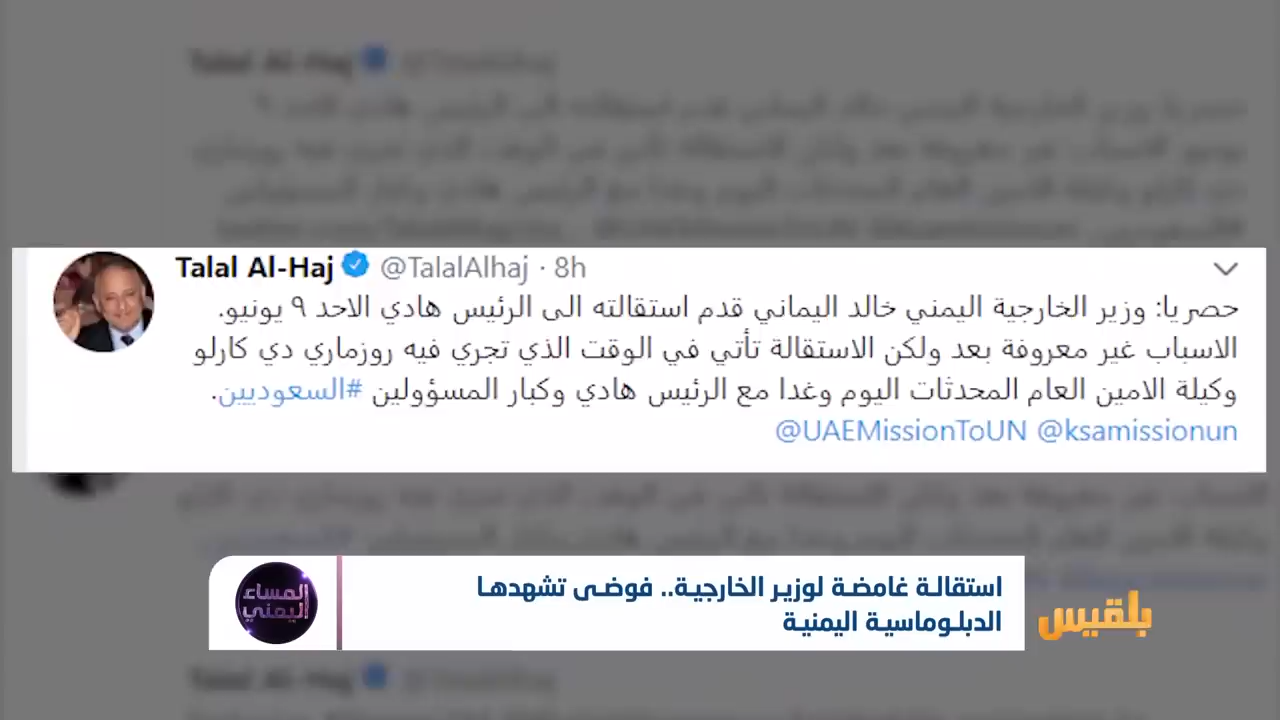 Talal Al-Haj @TalalAlhaj · 8h
حصريا: وزير الخارجية اليمني خالد اليماني قدم استقالته الى الرئيس هادي الاحد ٩ يونيو.
الاسباب غير معروفة بعد ولكن الاستقالة تأتي في الوقت الذي تجري فيه روزماري دي كارلو
وكيلة الامين العام المحدثات اليوم وغدا مع الرئيس هادي وكبار المسؤولين #السعوديين.
@UAEMissionToUN @ksamissionun
استقالة غامضة لوزير الخارجية.. فوضى تشهدها
الدبلوماسية اليمنية
المساء
اليمني
بلقيس